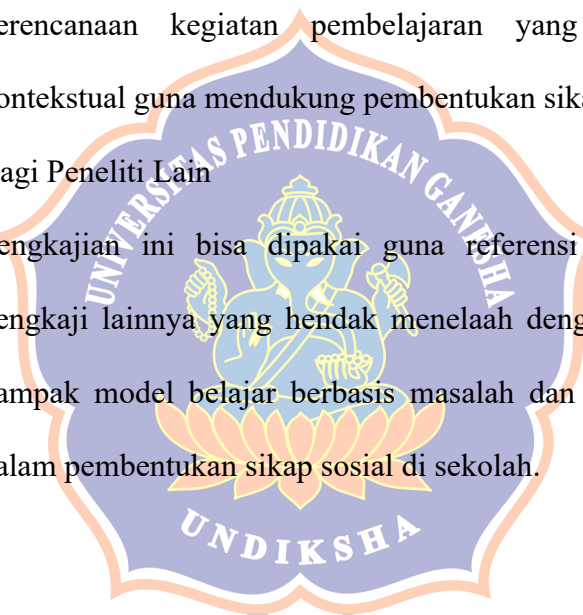 erencanaan kegiatan pembelajaran yang
ontekstual guna mendukung pembentukan sika
agi Peneliti Lain
engkajian ini bisa dipakai guna referensi
engkaji lainnya yang hendak menelaah deng
ampak model belajar berbasis masalah dan
alam pembentukan sikap sosial di sekolah.
UNIVERSITAS PENDIDIKAN GANESHA
UNDIKSHA